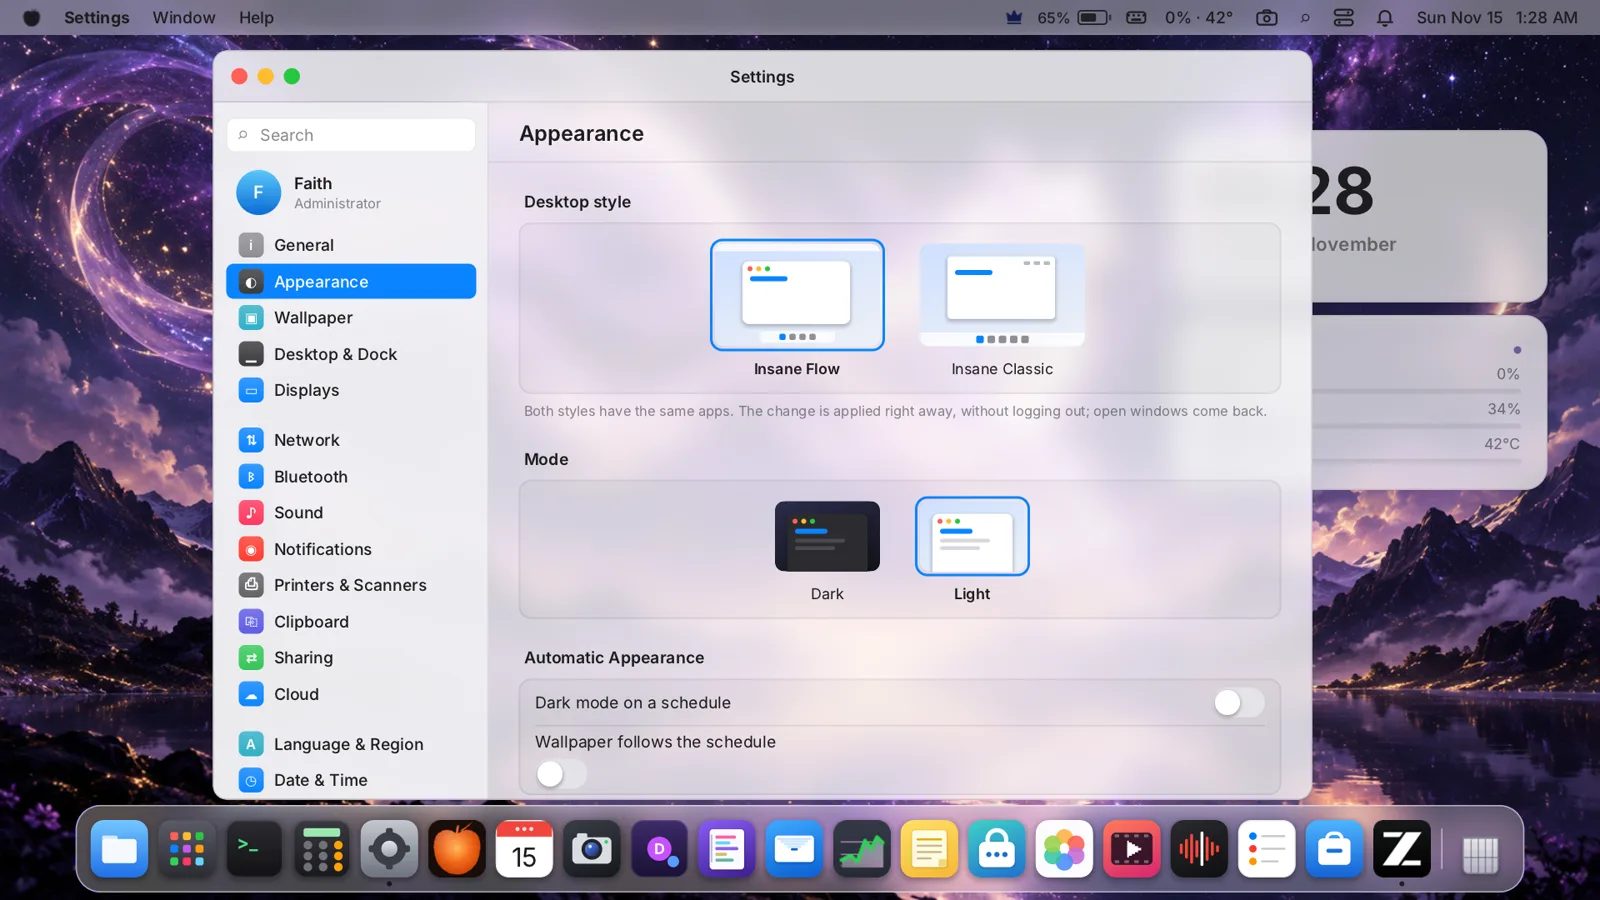 Settings Window Help
65% 0% · 42° Sun Nov 15 1:28 AM
Settings
Search
F
Faith
Administrator
General
Appearance
Wallpaper
Desktop & Dock
Displays
Network
Bluetooth
Sound
Notifications
Printers & Scanners
Clipboard
Sharing
Cloud
A
Language & Region
Date & Time
Appearance
Desktop style
Insane Flow
Insane Classic
Both styles have the same apps. The change is applied right away, without logging out; open windows come back.
Mode
Dark
Light
Automatic Appearance
Dark mode on a schedule
Wallpaper follows the schedule
28
ovember
0%
34%
42°C
>_
15
D
Z